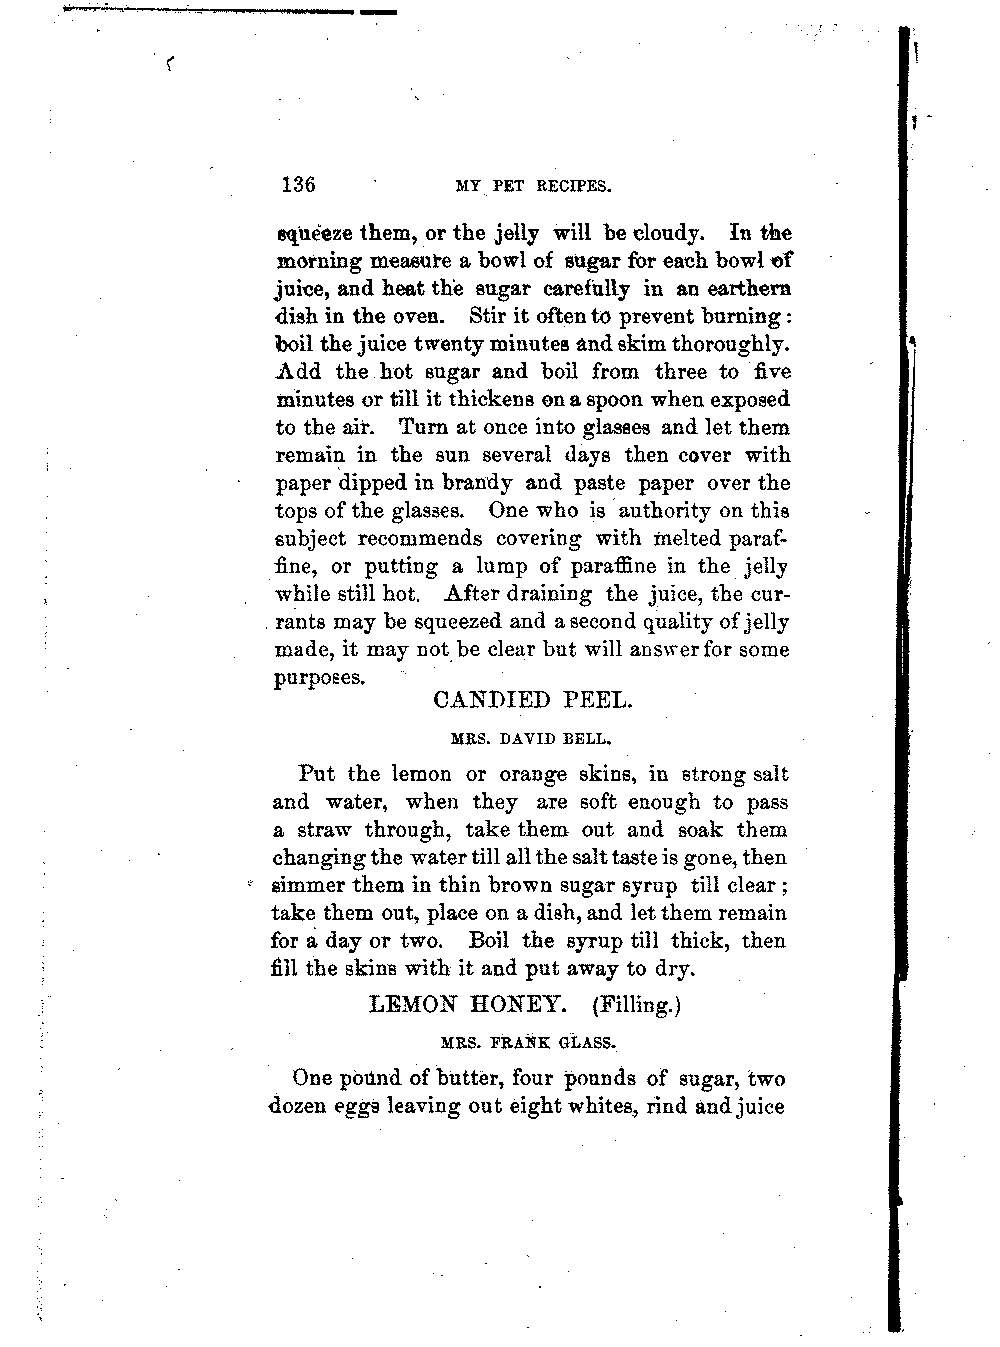 136 MY PET RECIPES.
squeeze them, or the jelly will be cloudy. In the
morning measure a bowl of sugar for each bowl of
juice, and heat the sugar carefully in an earthern
dish in the oven. Stir it often to prevent burning:
boil the juice twenty minutes and skim thoroughly.
Add the hot sugar and boil from three to five
minutes or till it thickens on a spoon when exposed
to the air. Turn at once into glasses and let them
remain in the sun several days then cover with
paper dipped in brandy and paste paper over the
tops of the glasses. One who is authority on this
subject recommends covering with melted paraf-
fine, or putting a lump of paraffine in the jelly
while still hot. After draining the juice, the cur-
rants may be squeezed and a second quality of jelly
made, it may not be clear but will answer for some
purposes.
CANDIED PEEL.
MRS. DAVID BELL.
Put the lemon or orange skins, in strong salt
and water, when they are soft enough to pass
a straw through, take them out and soak them
changing the water till all the salt taste is gone, then
simmer them in thin brown sugar syrup till clear;
take them out, place on a dish, and let them remain
for a day or two. Boil the syrup till thick, then
fill the skins with it and put away to dry.
LEMON HONEY. (Filling.)
MRS. FRANK GLASS.
One pound of butter, four pounds of sugar, two
dozen eggs leaving out eight whites, rind and juice